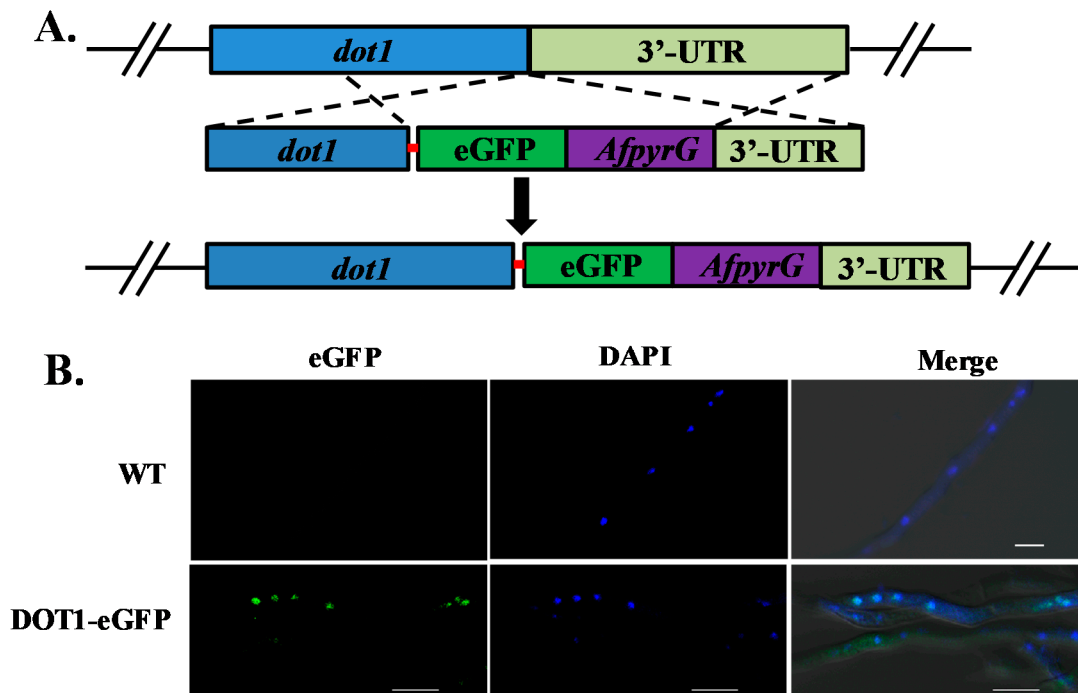 A.
dot1 3’-UTR
dot1 eGFP AfpyrG 3’-UTR
dot1 eGFP AfpyrG 3’-UTR
B.
eGFP DAPI Merge
WT
DOT1-eGFP